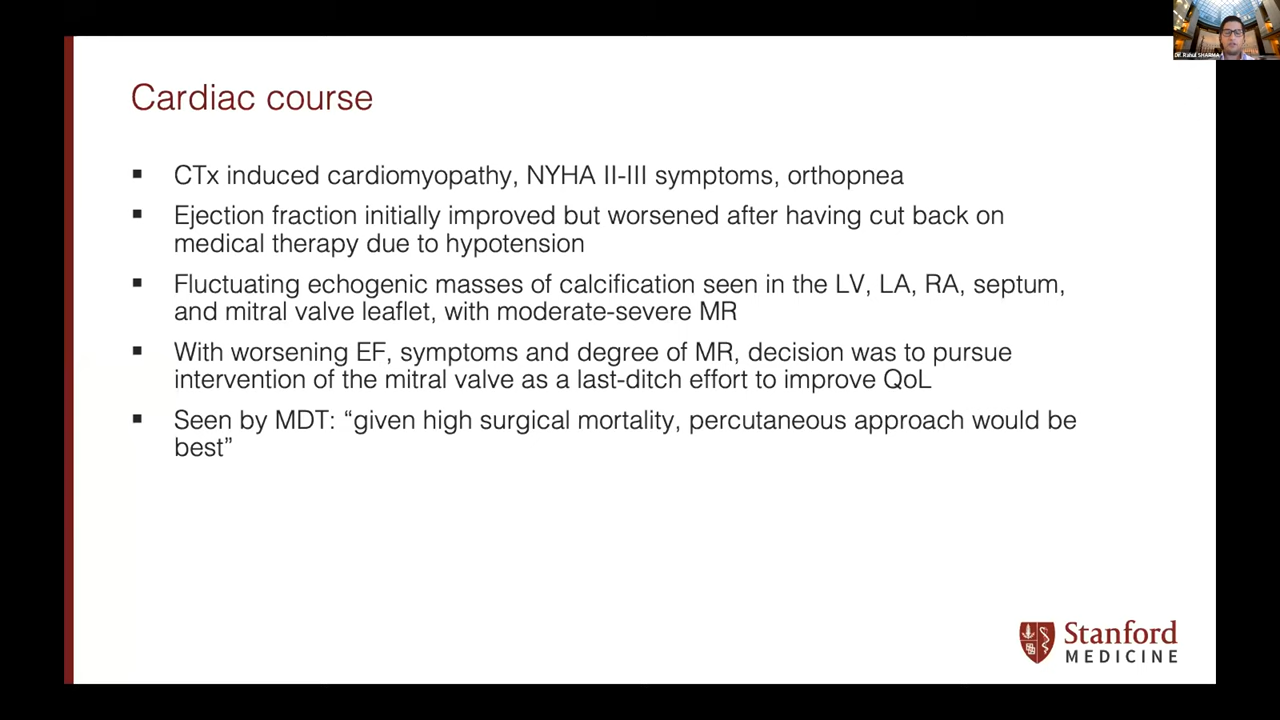 Dr. Rahul SHARMA
Cardiac course
▪ CTx induced cardiomyopathy, NYHA II-III symptoms, orthopnea
▪ Ejection fraction initially improved but worsened after having cut back on
medical therapy due to hypotension
▪ Fluctuating echogenic masses of calcification seen in the LV, LA, RA, septum,
and mitral valve leaflet, with moderate-severe MR
▪ With worsening EF, symptoms and degree of MR, decision was to pursue
intervention of the mitral valve as a last-ditch effort to improve QoL
▪ Seen by MDT: “given high surgical mortality, percutaneous approach would be
best”
Stanford
MEDICINE